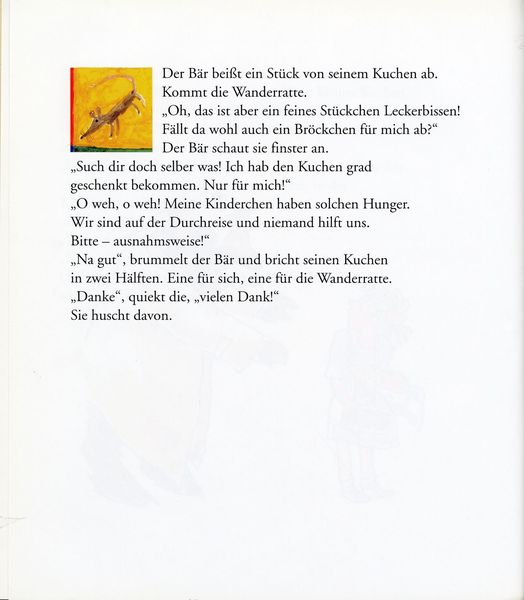 Der Bär beißt ein Stück von seinem Kuchen ab.
Kommt die Wanderratte.
„Oh, das ist aber ein feines Stückchen Leckerbissen!
Fällt da wohl auch ein Bröckchen für mich ab?“
Der Bär schaut sie finster an.
„Such dir doch selber was! Ich hab den Kuchen grad
geschenkt bekommen. Nur für mich!“
„O weh, o weh! Meine Kinderchen haben solchen Hunger.
Wir sind auf der Durchreise und niemand hilft uns.
Bitte – ausnahmsweise!“
„Na gut“, brummelt der Bär und bricht seinen Kuchen
in zwei Hälften. Eine für sich, eine für die Wanderratte.
„Danke“, quiekt die, „vielen Dank!“
Sie huscht davon.